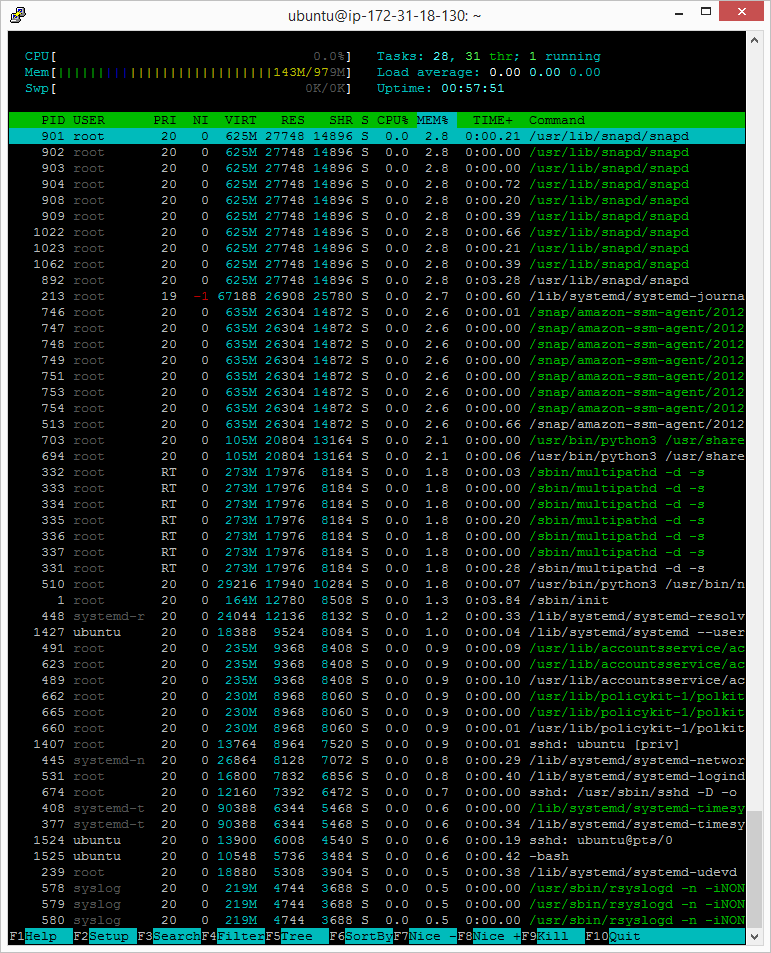 ubuntu@ip-172-31-18-130: ~
CPU[ 0.0%] Tasks: 28, 31 thr; 1 running
Mem[||||||||||||||||||||||||||143M/979M] Load average: 0.00 0.00 0.00
Swp[ 0K/0K] Uptime: 00:57:51
PID USER PRI NI VIRT RES SHR S CPU% MEM% TIME+ Command
901 root 20 0 625M 27748 14896 S 0.0 2.8 0:00.21 /usr/lib/snapd/snapd
902 root 20 0 625M 27748 14896 S 0.0 2.8 0:00.00 /usr/lib/snapd/snapd
903 root 20 0 625M 27748 14896 S 0.0 2.8 0:00.00 /usr/lib/snapd/snapd
904 root 20 0 625M 27748 14896 S 0.0 2.8 0:00.72 /usr/lib/snapd/snapd
908 root 20 0 625M 27748 14896 S 0.0 2.8 0:00.20 /usr/lib/snapd/snapd
909 root 20 0 625M 27748 14896 S 0.0 2.8 0:00.39 /usr/lib/snapd/snapd
1022 root 20 0 625M 27748 14896 S 0.0 2.8 0:00.66 /usr/lib/snapd/snapd
1023 root 20 0 625M 27748 14896 S 0.0 2.8 0:00.21 /usr/lib/snapd/snapd
1062 root 20 0 625M 27748 14896 S 0.0 2.8 0:00.39 /usr/lib/snapd/snapd
892 root 20 0 625M 27748 14896 S 0.0 2.8 0:03.28 /usr/lib/snapd/snapd
213 root 19 -1 67188 26908 25780 S 0.0 2.7 0:00.60 /lib/systemd/systemd-journa
746 root 20 0 635M 26304 14872 S 0.0 2.6 0:00.01 /snap/amazon-ssm-agent/2012
747 root 20 0 635M 26304 14872 S 0.0 2.6 0:00.00 /snap/amazon-ssm-agent/2012
748 root 20 0 635M 26304 14872 S 0.0 2.6 0:00.00 /snap/amazon-ssm-agent/2012
749 root 20 0 635M 26304 14872 S 0.0 2.6 0:00.00 /snap/amazon-ssm-agent/2012
751 root 20 0 635M 26304 14872 S 0.0 2.6 0:00.00 /snap/amazon-ssm-agent/2012
753 root 20 0 635M 26304 14872 S 0.0 2.6 0:00.00 /snap/amazon-ssm-agent/2012
754 root 20 0 635M 26304 14872 S 0.0 2.6 0:00.00 /snap/amazon-ssm-agent/2012
513 root 20 0 635M 26304 14872 S 0.0 2.6 0:00.66 /snap/amazon-ssm-agent/2012
703 root 20 0 105M 20804 13164 S 0.0 2.1 0:00.00 /usr/bin/python3 /usr/share
694 root 20 0 105M 20804 13164 S 0.0 2.1 0:00.06 /usr/bin/python3 /usr/share
332 root RT 0 273M 17976 8184 S 0.0 1.8 0:00.03 /sbin/multipathd -d -s
333 root RT 0 273M 17976 8184 S 0.0 1.8 0:00.00 /sbin/multipathd -d -s
334 root RT 0 273M 17976 8184 S 0.0 1.8 0:00.00 /sbin/multipathd -d -s
335 root RT 0 273M 17976 8184 S 0.0 1.8 0:00.20 /sbin/multipathd -d -s
336 root RT 0 273M 17976 8184 S 0.0 1.8 0:00.00 /sbin/multipathd -d -s
337 root RT 0 273M 17976 8184 S 0.0 1.8 0:00.00 /sbin/multipathd -d -s
331 root RT 0 273M 17976 8184 S 0.0 1.8 0:00.28 /sbin/multipathd -d -s
510 root 20 0 29216 17940 10284 S 0.0 1.8 0:00.07 /usr/bin/python3 /usr/bin/n
1 root 20 0 164M 12780 8508 S 0.0 1.3 0:03.84 /sbin/init
448 systemd-r 20 0 24044 12136 8132 S 0.0 1.2 0:00.33 /lib/systemd/systemd-resolv
1427 ubuntu 20 0 18388 9524 8084 S 0.0 1.0 0:00.04 /lib/systemd/systemd --user
491 root 20 0 235M 9368 8408 S 0.0 0.9 0:00.09 /usr/lib/accountsservice/ac
623 root 20 0 235M 9368 8408 S 0.0 0.9 0:00.00 /usr/lib/accountsservice/ac
489 root 20 0 235M 9368 8408 S 0.0 0.9 0:00.10 /usr/lib/accountsservice/ac
662 root 20 0 230M 8968 8060 S 0.0 0.9 0:00.00 /usr/lib/policykit-1/polkit
665 root 20 0 230M 8968 8060 S 0.0 0.9 0:00.00 /usr/lib/policykit-1/polkit
660 root 20 0 230M 8968 8060 S 0.0 0.9 0:00.01 /usr/lib/policykit-1/polkit
1407 root 20 0 13764 8964 7520 S 0.0 0.9 0:00.01 sshd: ubuntu [priv]
445 systemd-n 20 0 26864 8128 7072 S 0.0 0.8 0:00.29 /lib/systemd/systemd-networ
531 root 20 0 16800 7832 6856 S 0.0 0.8 0:00.40 /lib/systemd/systemd-logind
674 root 20 0 12160 7392 6472 S 0.0 0.7 0:00.00 sshd: /usr/sbin/sshd -D -o
408 systemd-t 20 0 90388 6344 5468 S 0.0 0.6 0:00.00 /lib/systemd/systemd-timesy
377 systemd-t 20 0 90388 6344 5468 S 0.0 0.6 0:00.34 /lib/systemd/systemd-timesy
1524 ubuntu 20 0 13900 6008 4540 S 0.0 0.6 0:00.19 sshd: ubuntu@pts/0
1525 ubuntu 20 0 10548 5736 3484 S 0.0 0.6 0:00.42 -bash
239 root 20 0 18880 5308 3904 S 0.0 0.5 0:00.38 /lib/systemd/systemd-udevd
578 syslog 20 0 219M 4744 3688 S 0.0 0.5 0:00.00 /usr/sbin/rsyslogd -n -iNON
579 syslog 20 0 219M 4744 3688 S 0.0 0.5 0:00.00 /usr/sbin/rsyslogd -n -iNON
580 syslog 20 0 219M 4744 3688 S 0.0 0.5 0:00.00 /usr/sbin/rsyslogd -n -iNON
F1Help F2Setup F3SearchF4FilterF5Tree F6SortByF7Nice -F8Nice +F9Kill F10Quit